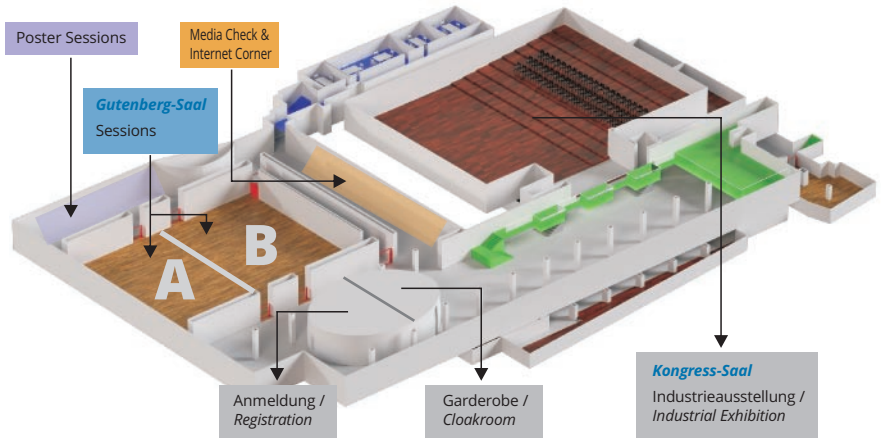 Poster Sessions
Media Check &
Internet Corner
Gutenberg-Saal
Sessions
A
B
Anmeldung /
Registration
Garderobe /
Cloakroom
Kongress-Saal
Industrieausstellung /
Industrial Exhibition